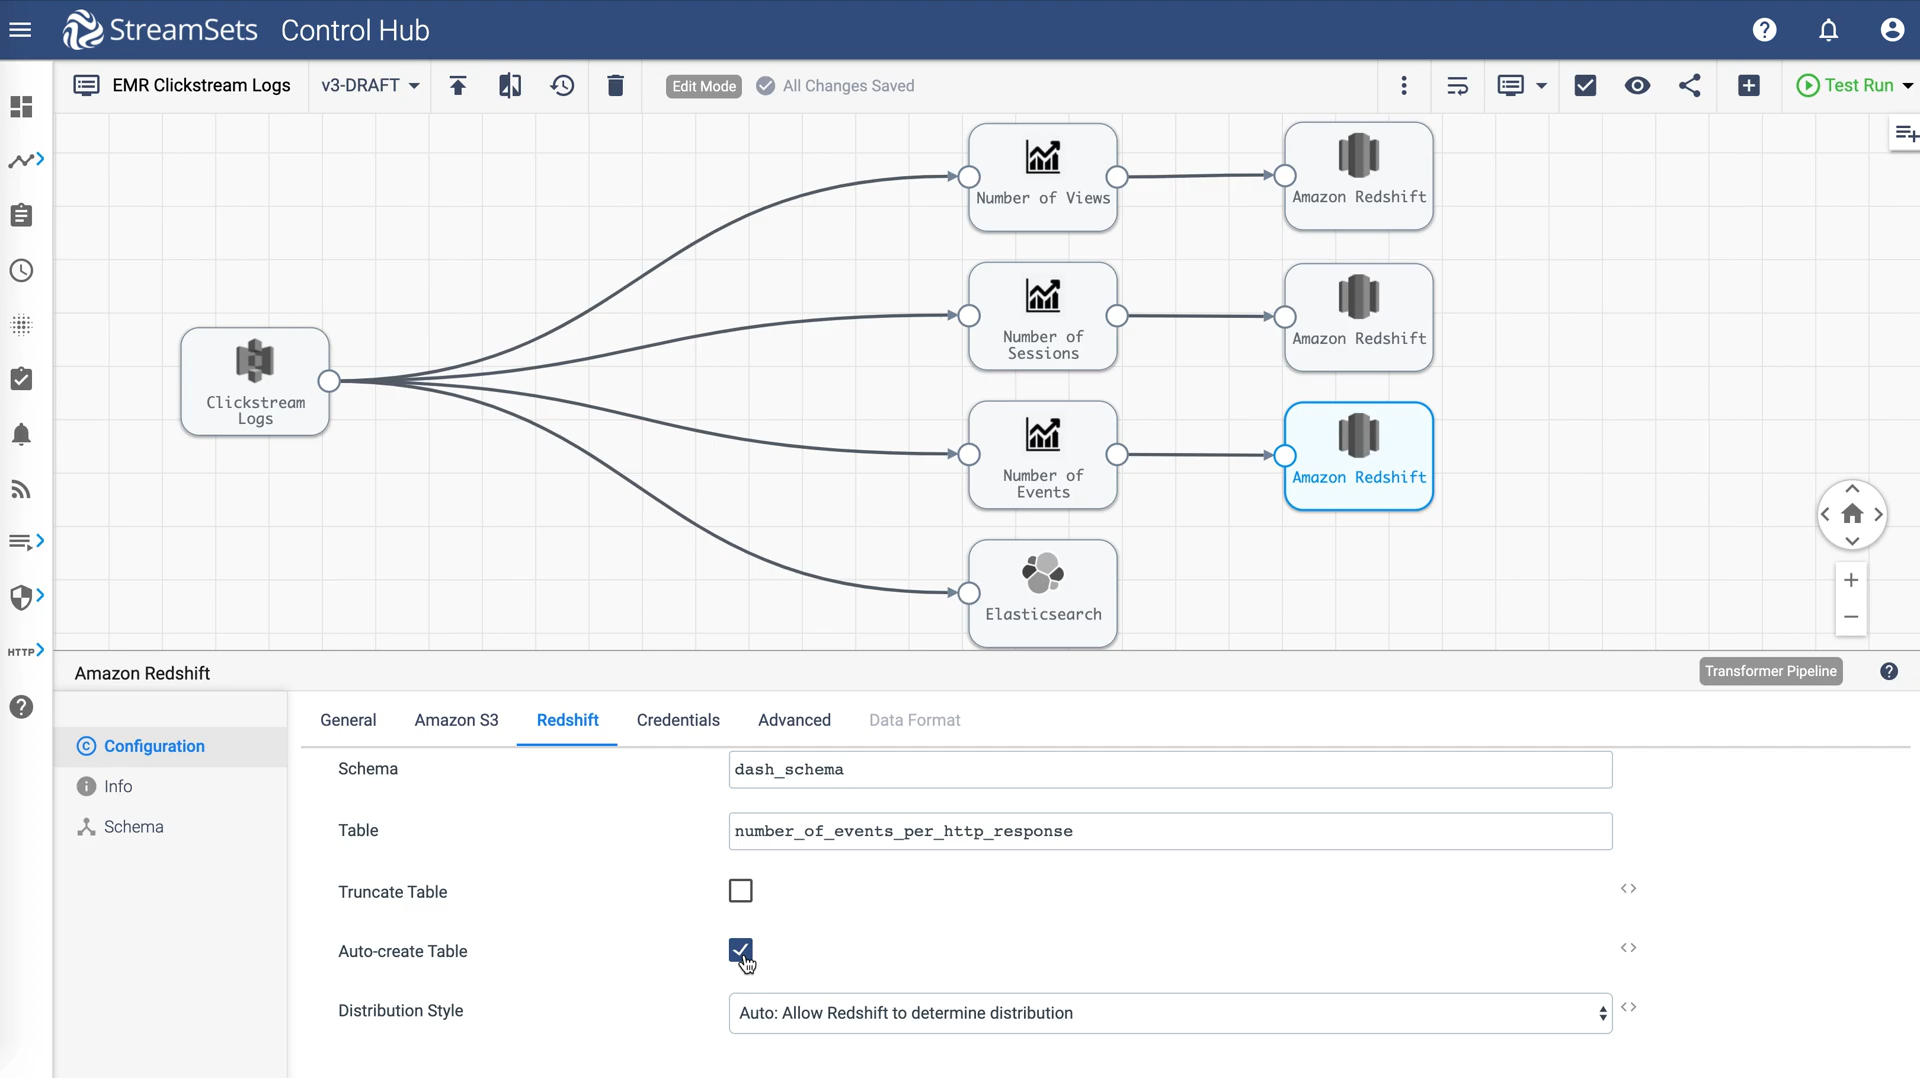 StreamSets Control Hub
EMR Clickstream Logs
v3-DRAFT
Edit Mode
All Changes Saved
Test Run
Number of Views
Amazon Redshift
Number of
Sessions
Amazon Redshift
Clickstream
Logs
Number of
Events
Amazon Redshift
Elasticsearch
HTTP
Amazon Redshift
Transformer Pipeline
Configuration
Info
Schema
General
Amazon S3
Redshift
Credentials
Advanced
Data Format
Schema
dash_schema
Table
number_of_events_per_http_response
Truncate Table
Auto-create Table
Distribution Style
Auto: Allow Redshift to determine distribution